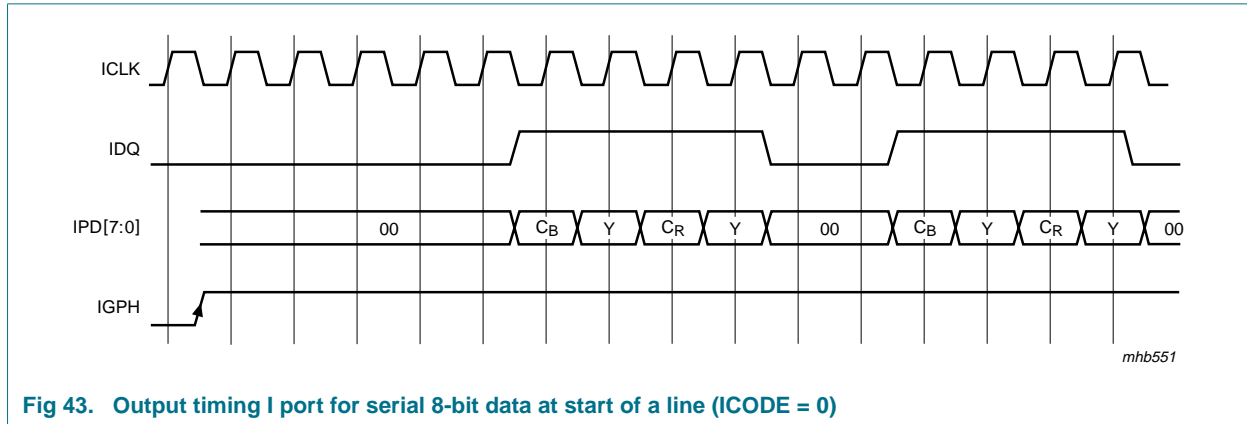 ICLK
IDQ
IPD[7:0] 00 CB Y CR Y 00 CB Y CR Y 00
IGPH
mhb551
Fig 43. Output timing I port for serial 8-bit data at start of a line (ICODE = 0)